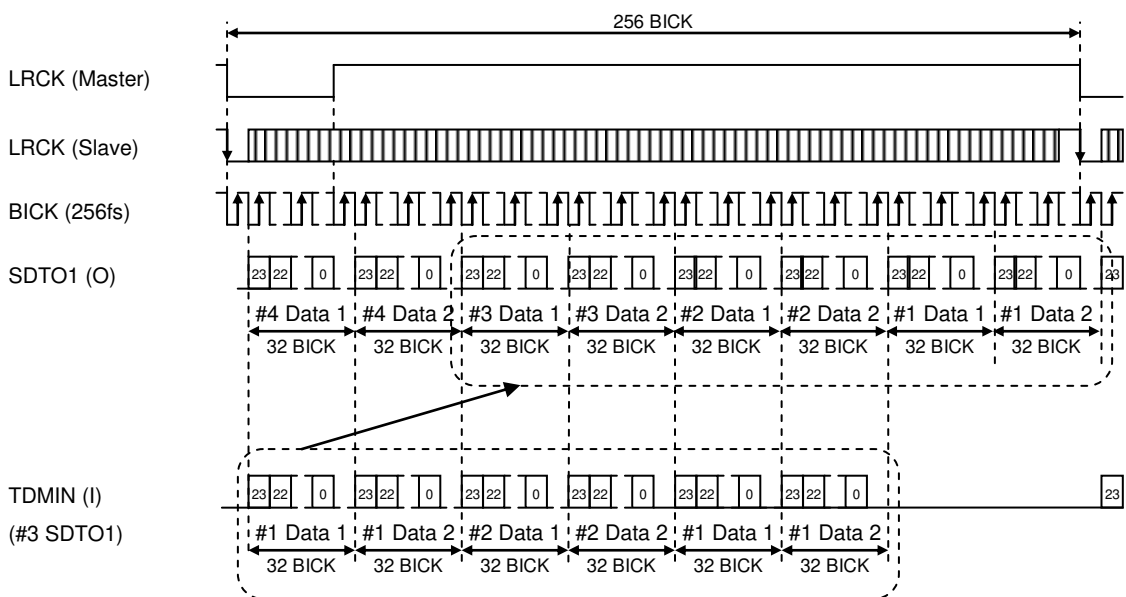 256 BICK
LRCK (Master)
LRCK (Slave)
BICK (256fs)
SDTO1 (O)
23 22 0 23 22 0 23 22 0 23 22 0 23 22 0 23 22 0 23 22 0 23 22 0 23
#4 Data 1 #4 Data 2 #3 Data 1 #3 Data 2 #2 Data 1 #2 Data 2 #1 Data 1 #1 Data 2
32 BICK 32 BICK 32 BICK 32 BICK 32 BICK 32 BICK 32 BICK 32 BICK
TDMIN (I)
23 22 0 23 22 0 23 22 0 23 22 0 23 22 0 23 22 0 23
(#3 SDTO1)
#1 Data 1 #1 Data 2 #2 Data 1 #2 Data 2 #1 Data 1 #1 Data 2
32 BICK 32 BICK 32 BICK 32 BICK 32 BICK 32 BICK